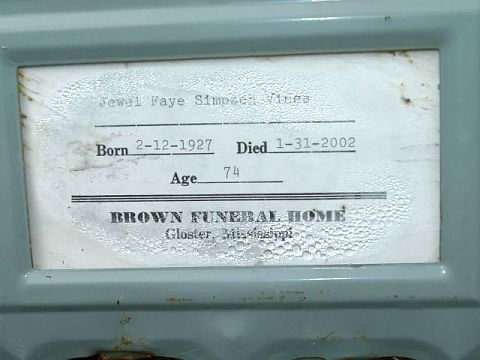 Jewel Faye Simpson Vines
Born 2-12-1927 Died 1-31-2002
Age 74
BROWN FUNERAL HOME
Gloster, Mississippi